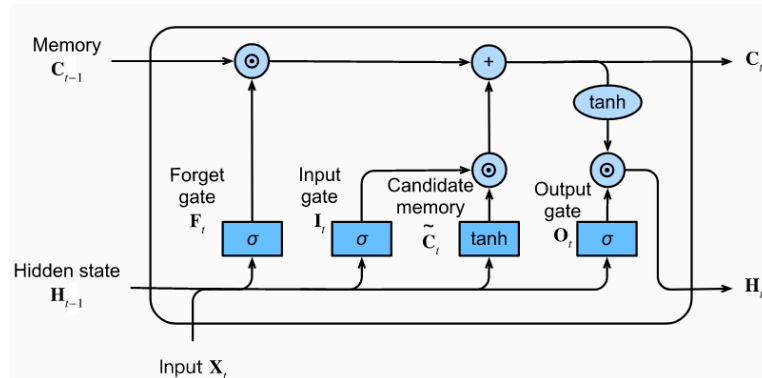 Memory
C_{t−1}
⊙
+
C_t
tanh
Forget
gate
F_t
Input
gate
I_t
Candidate
memory
C̃_t
⊙
Output
gate
O_t
⊙
σ
σ
tanh
σ
Hidden state
H_{t−1}
H_t
Input X_t